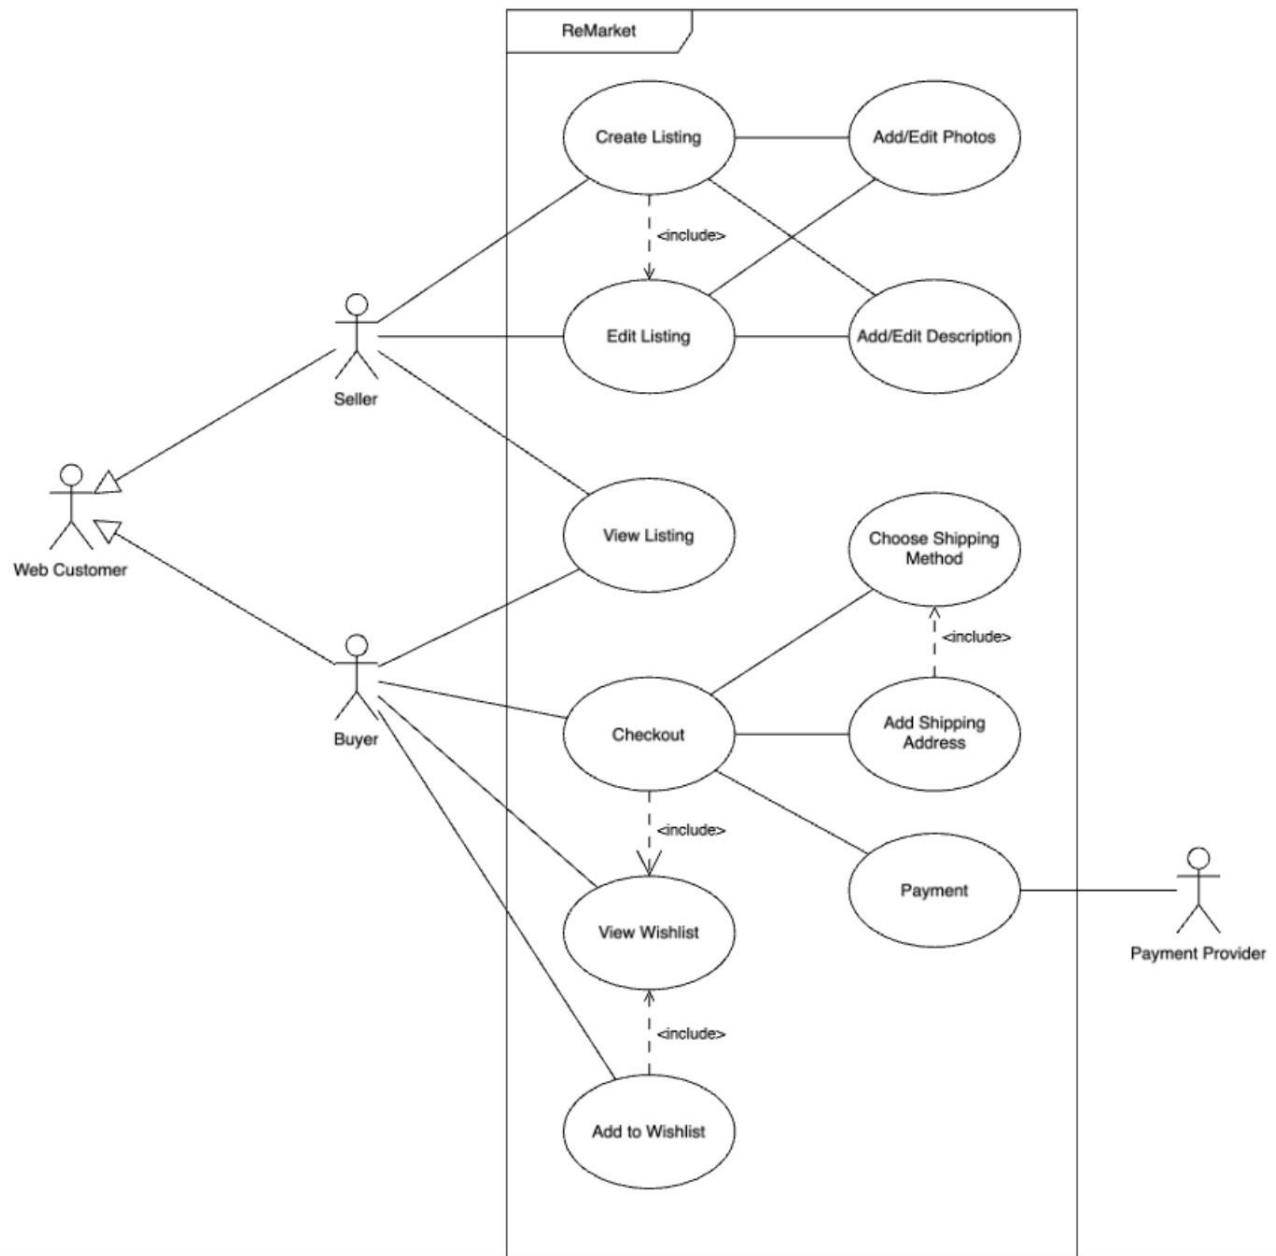 ReMarket
Create Listing
Add/Edit Photos
<include>
Edit Listing
Add/Edit Description
Seller
View Listing
Choose Shipping
Method
Web Customer
<include>
Checkout
Add Shipping
Address
Buyer
<include>
Payment
View Wishlist
Payment Provider
<include>
Add to Wishlist